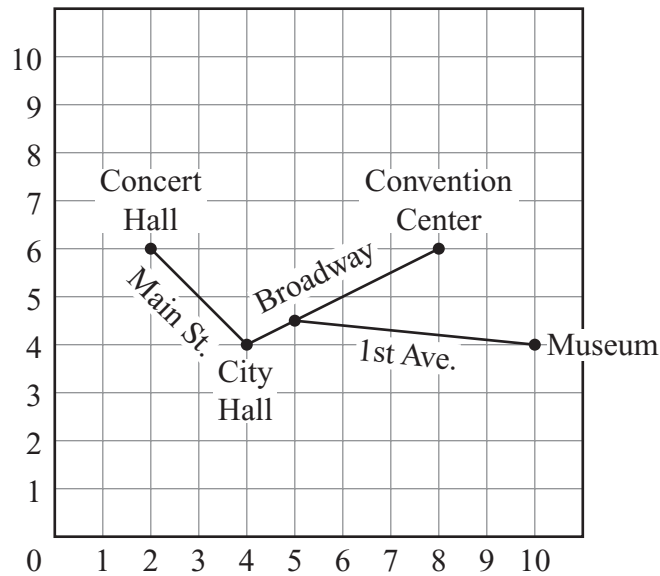 10
9
8
7
6
5
4
3
2
1
0
1 2 3 4 5 6 7 8 9 10
Concert
Hall
Convention
Center
Main St.
Broadway
City
Hall
1st Ave.
Museum